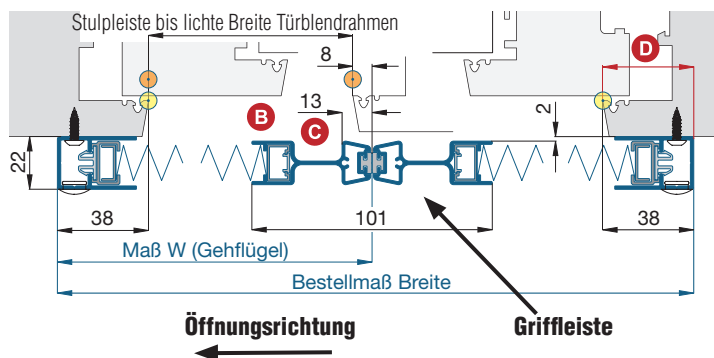 Stulpleiste bis lichte Breite Türblendrahmen
8
D
13
B
C
2
22
38
101
38
Maß W (Gehflügel)
Bestellmaß Breite
Öffnungsrichtung
Griffleiste